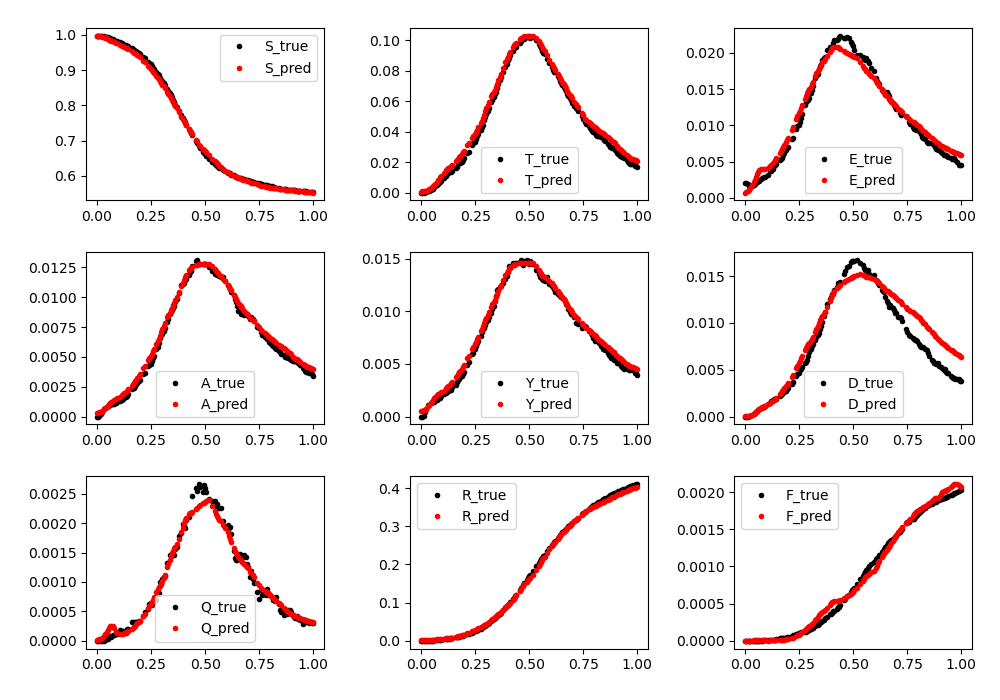 1.0
0.9
0.8
0.7
0.6
0.00 0.25 0.50 0.75 1.00
S_true
S_pred
0.10
0.08
0.06
0.04
0.02
0.00
0.00 0.25 0.50 0.75 1.00
T_true
T_pred
0.020
0.015
0.010
0.005
0.000
0.00 0.25 0.50 0.75 1.00
E_true
E_pred
0.0125
0.0100
0.0075
0.0050
0.0025
0.0000
0.00 0.25 0.50 0.75 1.00
A_true
A_pred
0.015
0.010
0.005
0.000
0.00 0.25 0.50 0.75 1.00
Y_true
Y_pred
0.015
0.010
0.005
0.000
0.00 0.25 0.50 0.75 1.00
D_true
D_pred
0.0025
0.0020
0.0015
0.0010
0.0005
0.0000
0.00 0.25 0.50 0.75 1.00
Q_true
Q_pred
0.4
0.3
0.2
0.1
0.0
0.00 0.25 0.50 0.75 1.00
R_true
R_pred
0.0020
0.0015
0.0010
0.0005
0.0000
0.00 0.25 0.50 0.75 1.00
F_true
F_pred